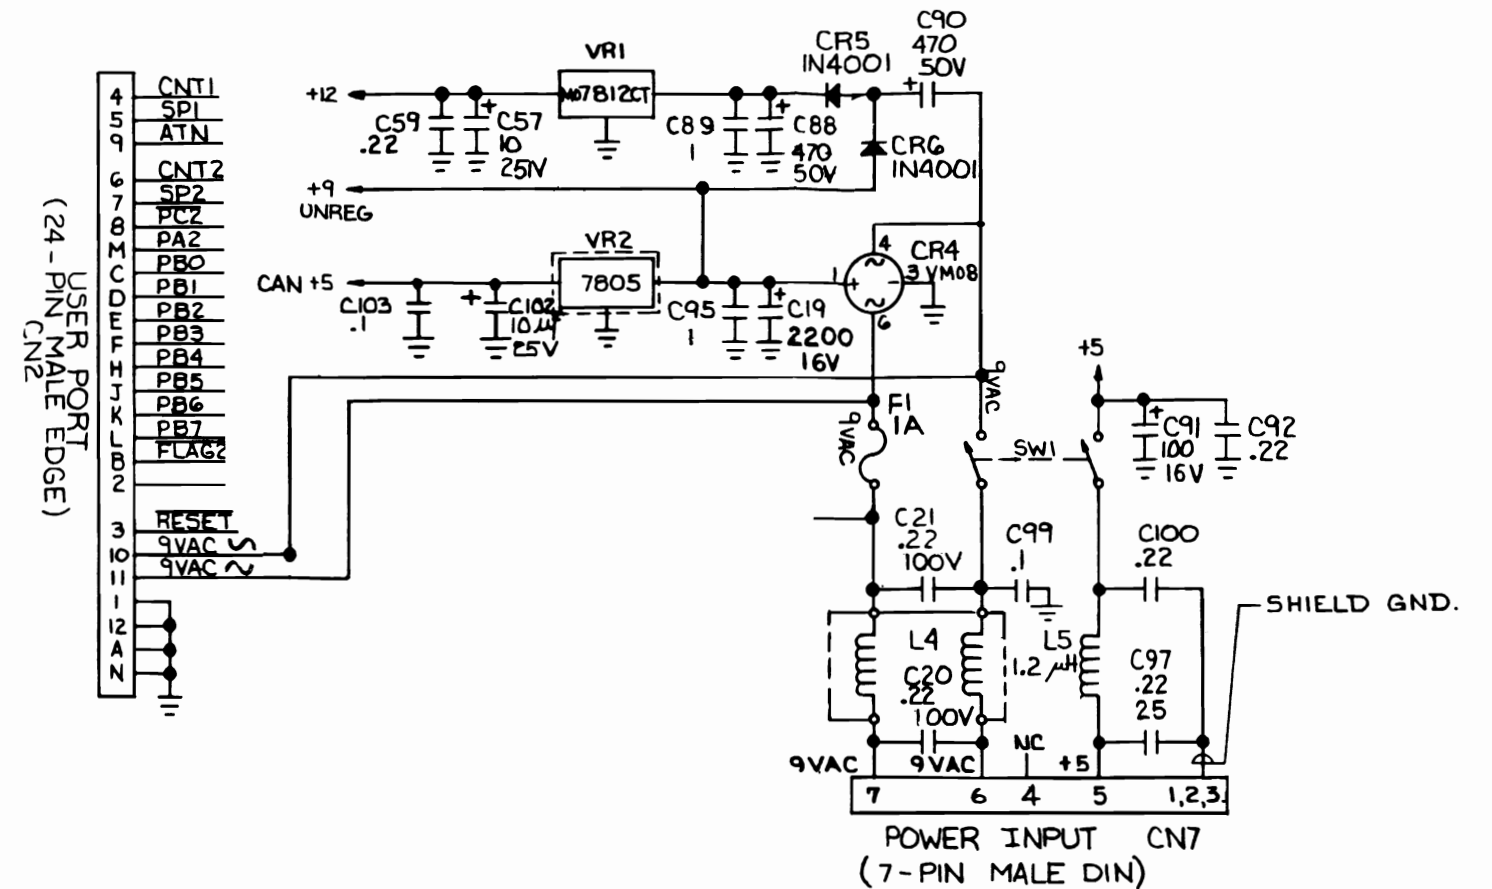 4 CNT1
5 SP1
9 ATN
6 CNT2
7 SP2
8 PC2
M PA2
C PB0
D PB1
E PB2
F PB3
H PB4
J PB5
K PB6
L PB7
B FLAG2
2
3 RESET
10 9VAC
11 9VAC
1
12
A
N
USER PORT
(24-PIN MALE EDGE)
CN2
+12
C59
.22
C57
10
25V
VR1
7812CT
C89
1
C88
470
50V
CR5
1N4001
C90
470
50V
CR6
1N4001
+9
UNREG
CAN +5
C103
.1
C102
10µf
25V
VR2
7805
C95
1
C19
2200
16V
1
4
3
6
+
-
CR4
VM08
9VAC
F1
1A
9VAC
SW1
+5
C91
100
16V
C92
.22
C21
.22
100V
C99
.1
C100
.22
SHIELD GND.
L4
C20
.22
100V
L5
1.2 µH
C97
.22
25
9VAC
9VAC
NC
+5
7 6 4 5 1,2,3.
POWER INPUT CN7
(7-PIN MALE DIN)